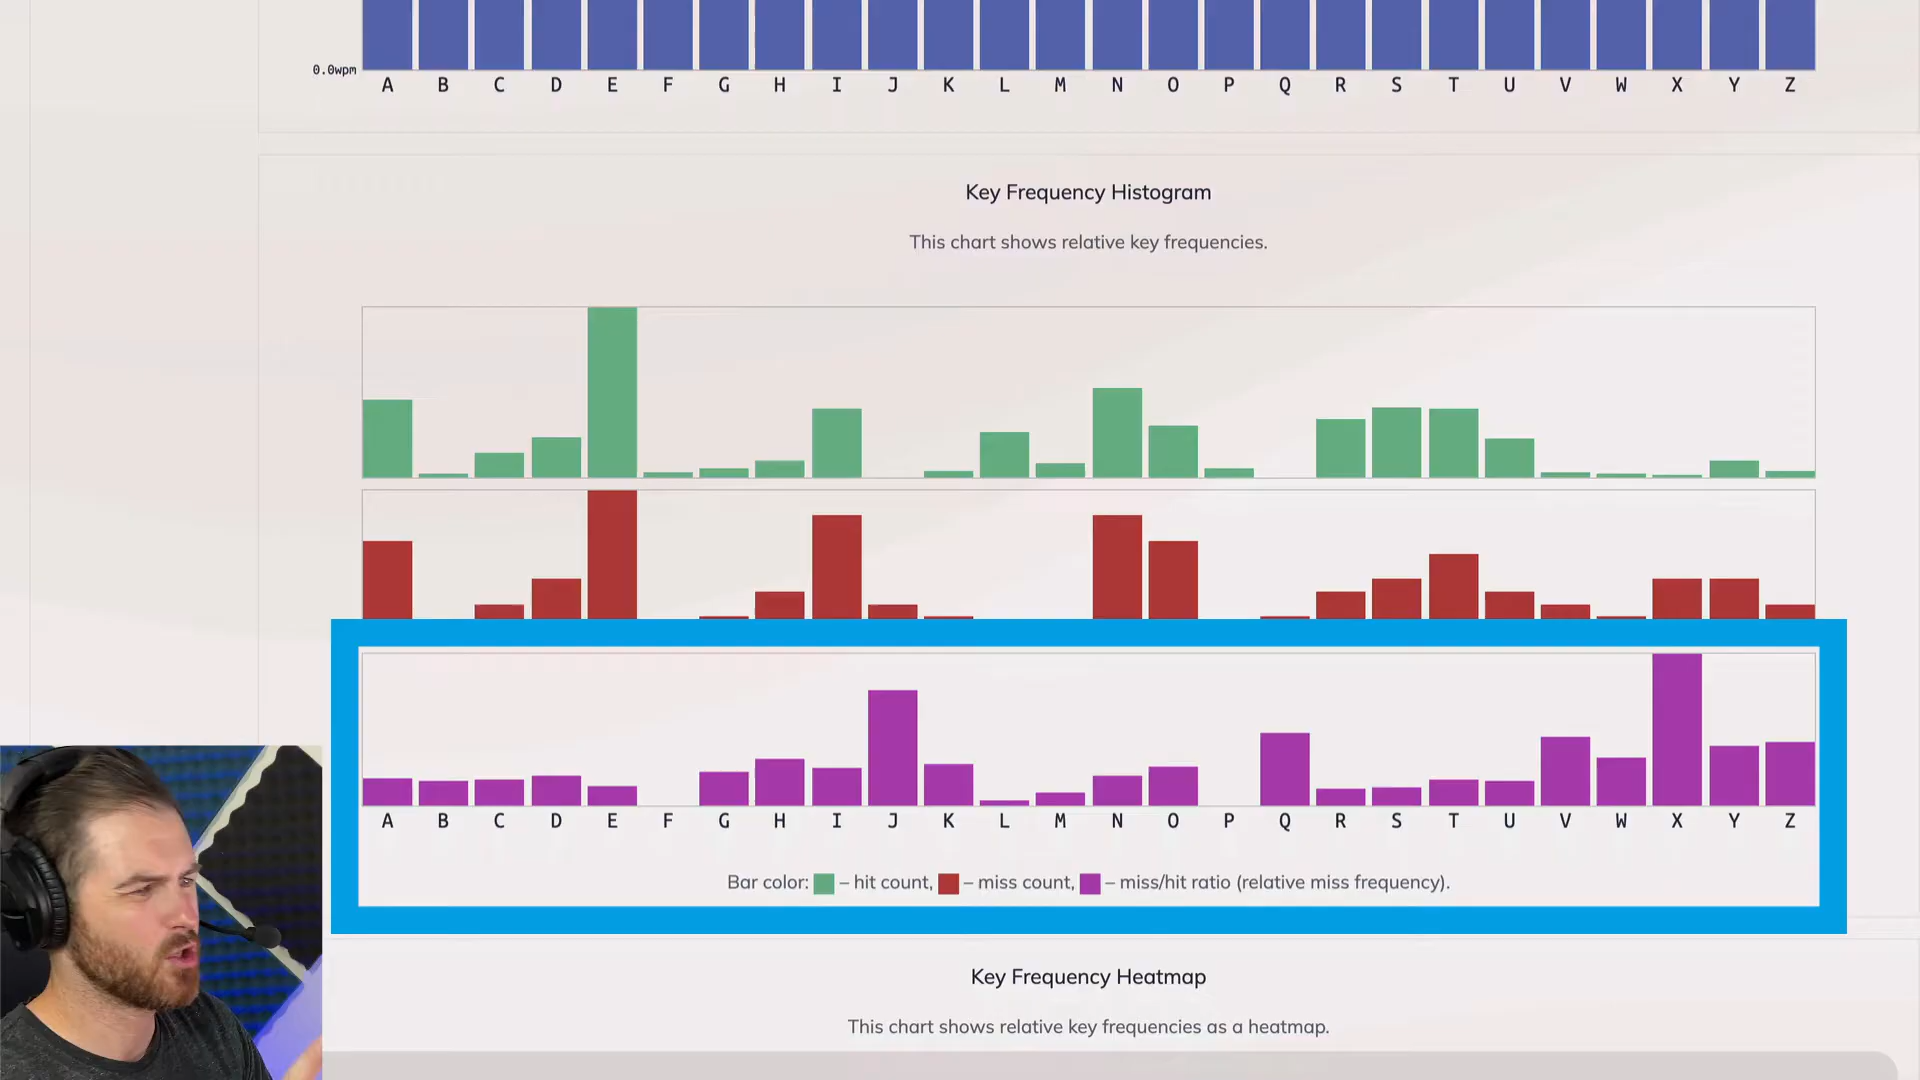 0.0wpm
A B C D E F G H I J K L M N O P Q R S T U V W X Y Z
Key Frequency Histogram
This chart shows relative key frequencies.
A B C D E F G H I J K L M N O P Q R S T U V W X Y Z
Bar color: – hit count, – miss count, – miss/hit ratio (relative miss frequency).
Key Frequency Heatmap
This chart shows relative key frequencies as a heatmap.